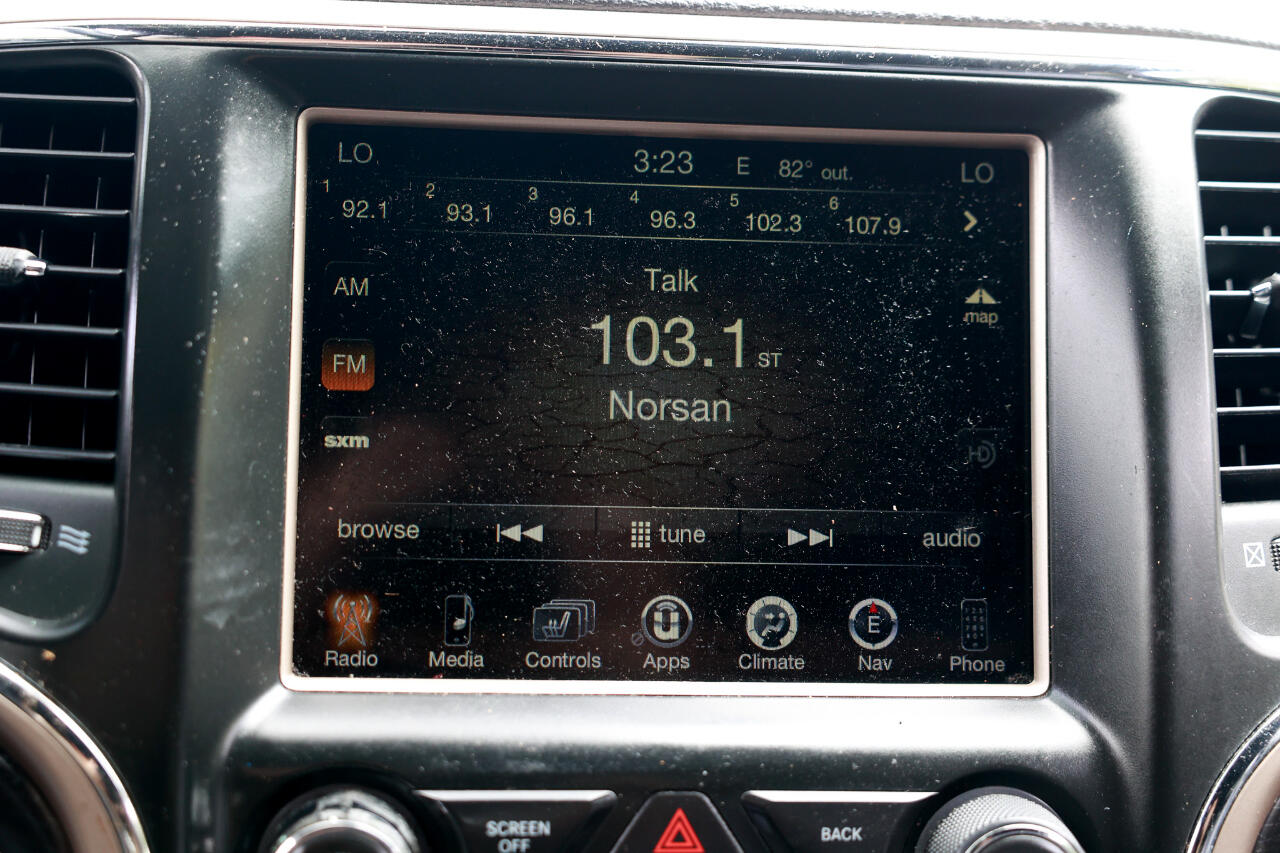 LO 3:23 E 82° out. LO
1 92.1 2 93.1 3 96.1 4 96.3 5 102.3 6 107.9
AM
Talk
map
103.1 ST
FM
Norsan
sxm
HD
browse tune audio
Radio Media Controls Apps Climate E Nav Phone
SCREEN
OFF
BACK